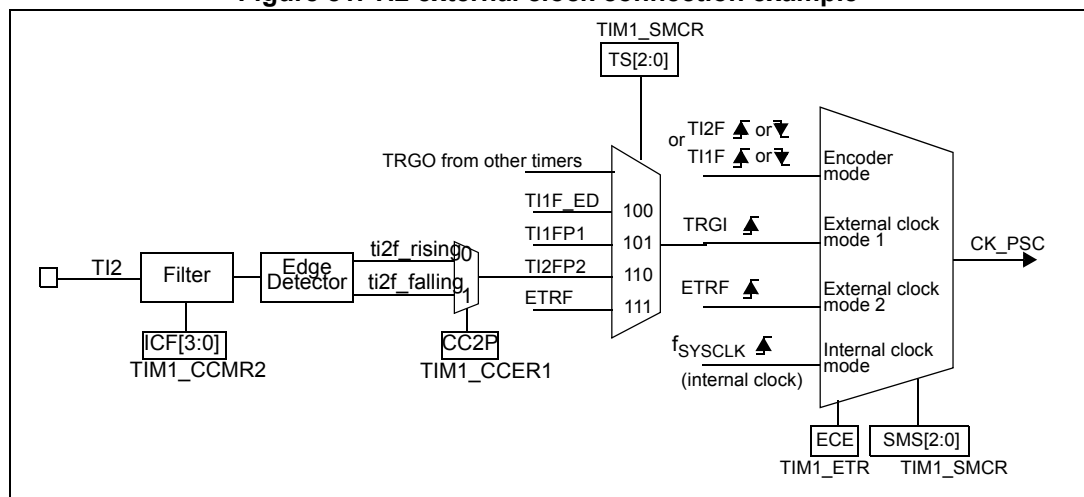 Figure 31. TI2 external clock connection example
TIM1_SMCR
TS[2:0]
or TI2F or
TI1F or
Encoder
mode
TRGO from other timers
TI1F_ED
100
TI1FP1
101
TRGI
External clock
mode 1
CK_PSC
TI2
Filter
Edge
Detector
ti2f_rising
0
ti2f_falling
1
TI2FP2
110
ETRF
111
ETRF
External clock
mode 2
ICF[3:0]
TIM1_CCMR2
CC2P
TIM1_CCER1
fSYSCLK
(internal clock)
Internal clock
mode
ECE
TIM1_ETR
SMS[2:0]
TIM1_SMCR